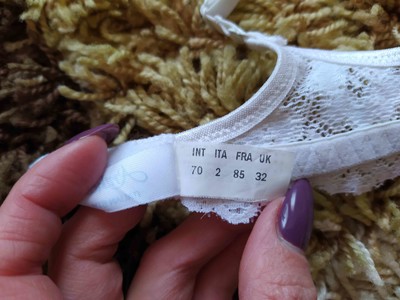 INT ITA FRA UK
70 2 85 32